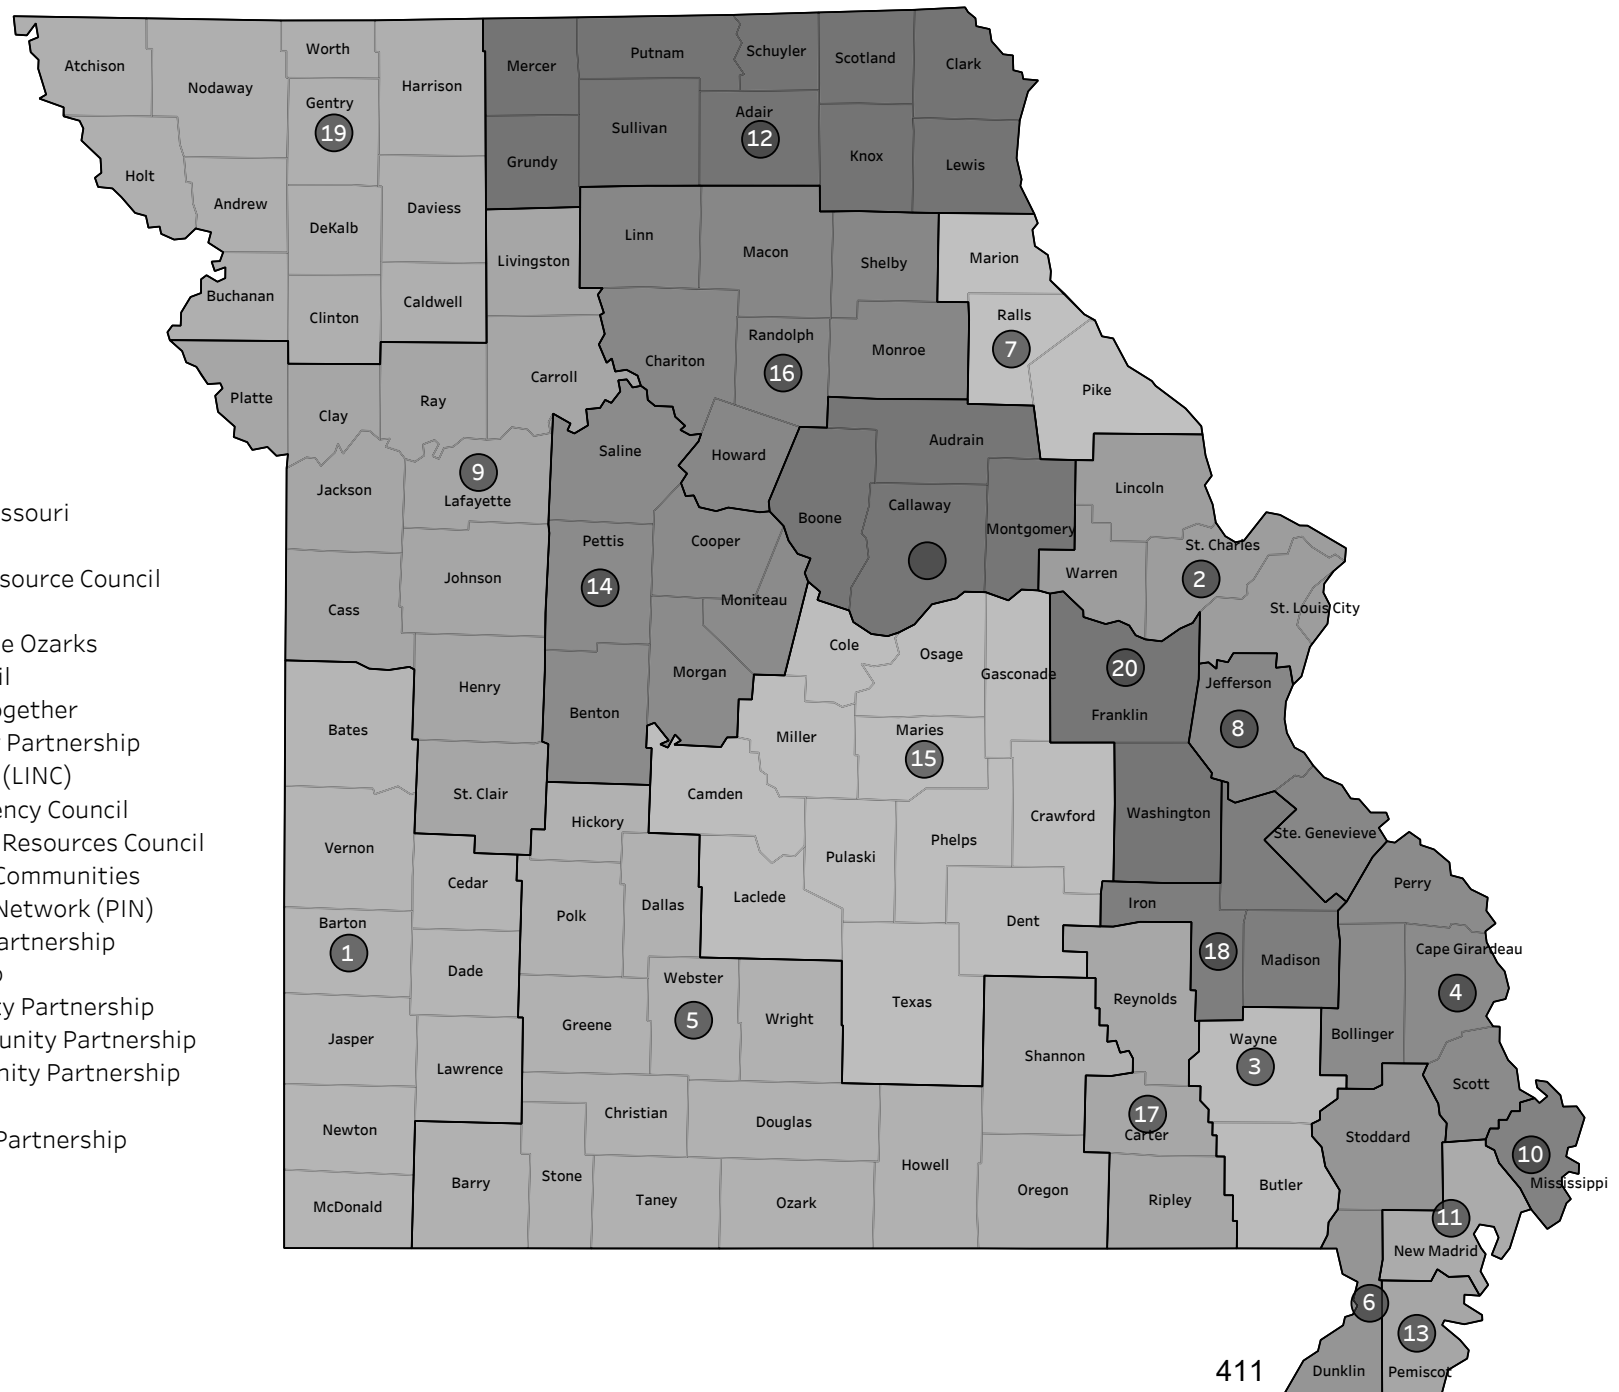 Worth
Atchison
Nodaway
Harrison
Gentry
19
Holt
Andrew
DeKalb
Daviess
Buchanan
Clinton
Caldwell
Mercer
Putnam
Schuyler
Scotland
Clark
Sullivan
Adair
12
Grundy
Knox
Lewis
Livingston
Linn
Macon
Shelby
Marion
Ralls
7
Pike
Chariton
Randolph
16
Monroe
Platte
Clay
Ray
Carroll
Saline
Howard
Audrain
Jackson
9
Lafayette
Boone
Callaway
Montgomery
Lincoln
St. Charles
2
Warren
St. Louis City
Cass
Johnson
Pettis
14
Cooper
Moniteau
Cole
Osage
Gasconade
20
Franklin
Jefferson
8
Bates
Henry
Benton
Morgan
Miller
Maries
15
St. Clair
Hickory
Camden
Crawford
Washington
Ste. Genevieve
Vernon
Cedar
Polk
Dallas
Laclede
Pulaski
Phelps
Dent
Iron
18
Madison
Perry
Cape Girardeau
4
Barton
1
Dade
Webster
5
Greene
Wright
Texas
Reynolds
Bollinger
Jasper
Lawrence
Shannon
Wayne
3
Scott
Newton
Christian
Douglas
17
Carter
Stoddard
10
Mississippi
McDonald
Barry
Stone
Taney
Ozark
Howell
Oregon
Ripley
Butler
11
New Madrid
6
13
Dunklin
Pemiscot
ssouri
source Council
e Ozarks
il
ogether
Partnership
(LINC)
ency Council
Resources Council
Communities
Network (PIN)
artnership
ty Partnership
unity Partnership
nity Partnership
Partnership
411